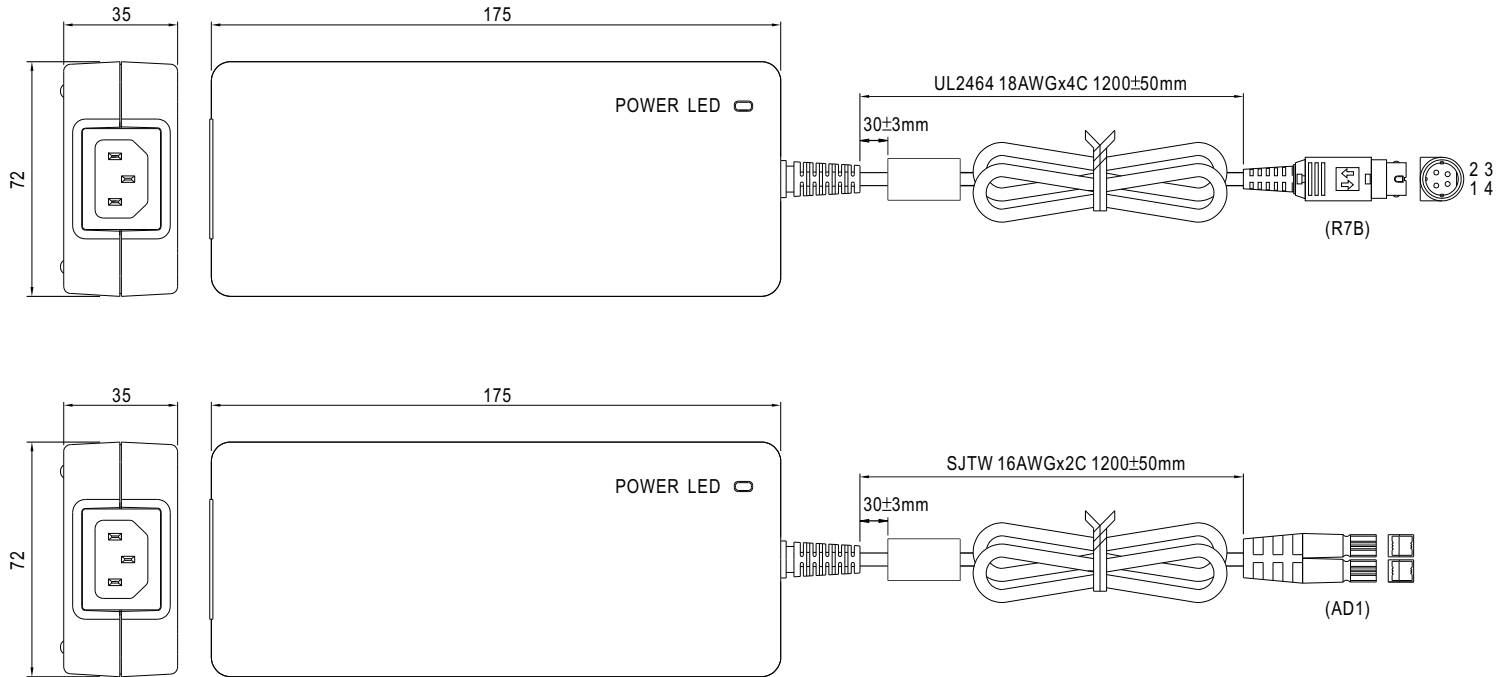 35
175
72
POWER LED
UL2464 18AWGx4C 1200±50mm
30±3mm
2 3
1 4
(R7B)
35
175
72
POWER LED
SJTW 16AWGx2C 1200±50mm
30±3mm
(AD1)